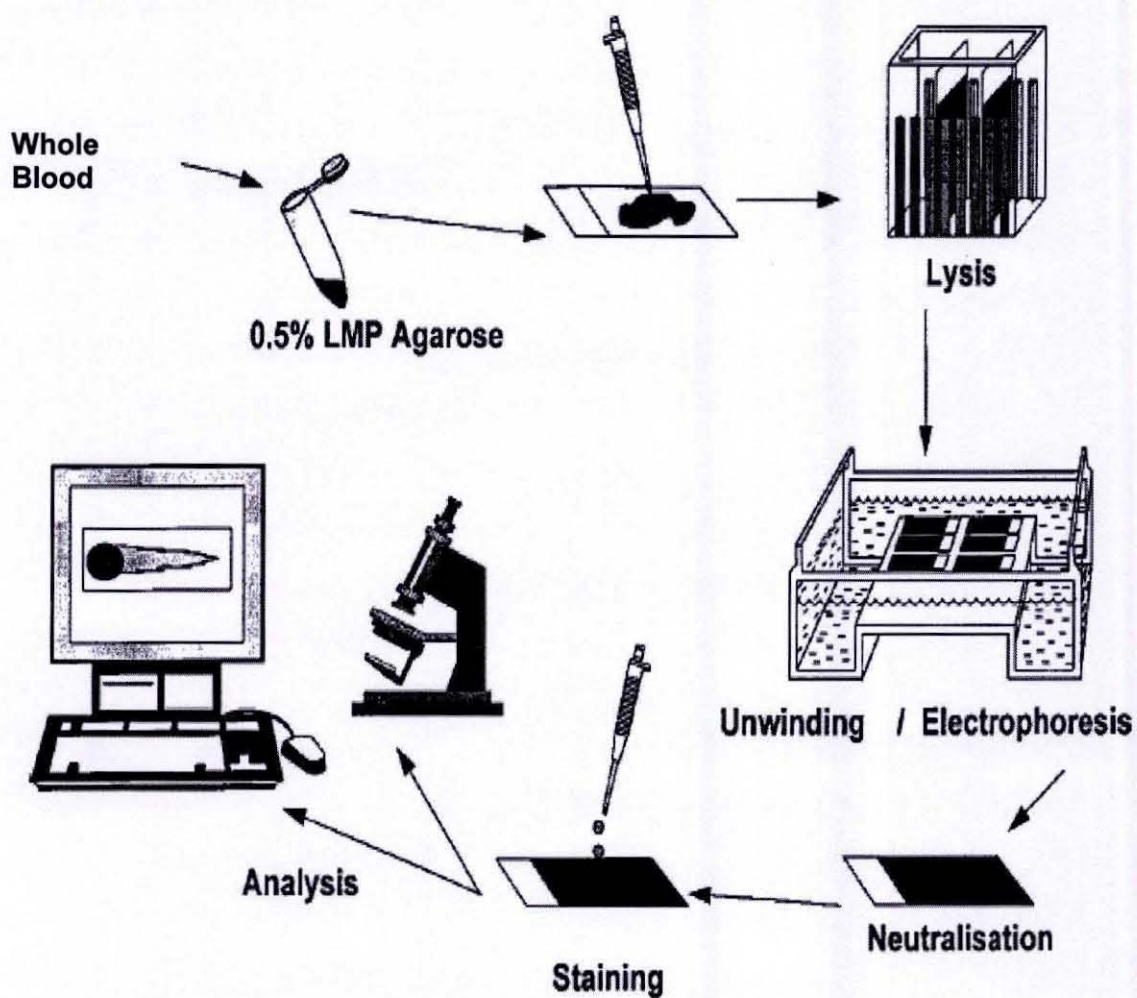 Whole
Blood
0.5% LMP Agarose
Lysis
Unwinding / Electrophoresis
Neutralisation
Staining
Analysis